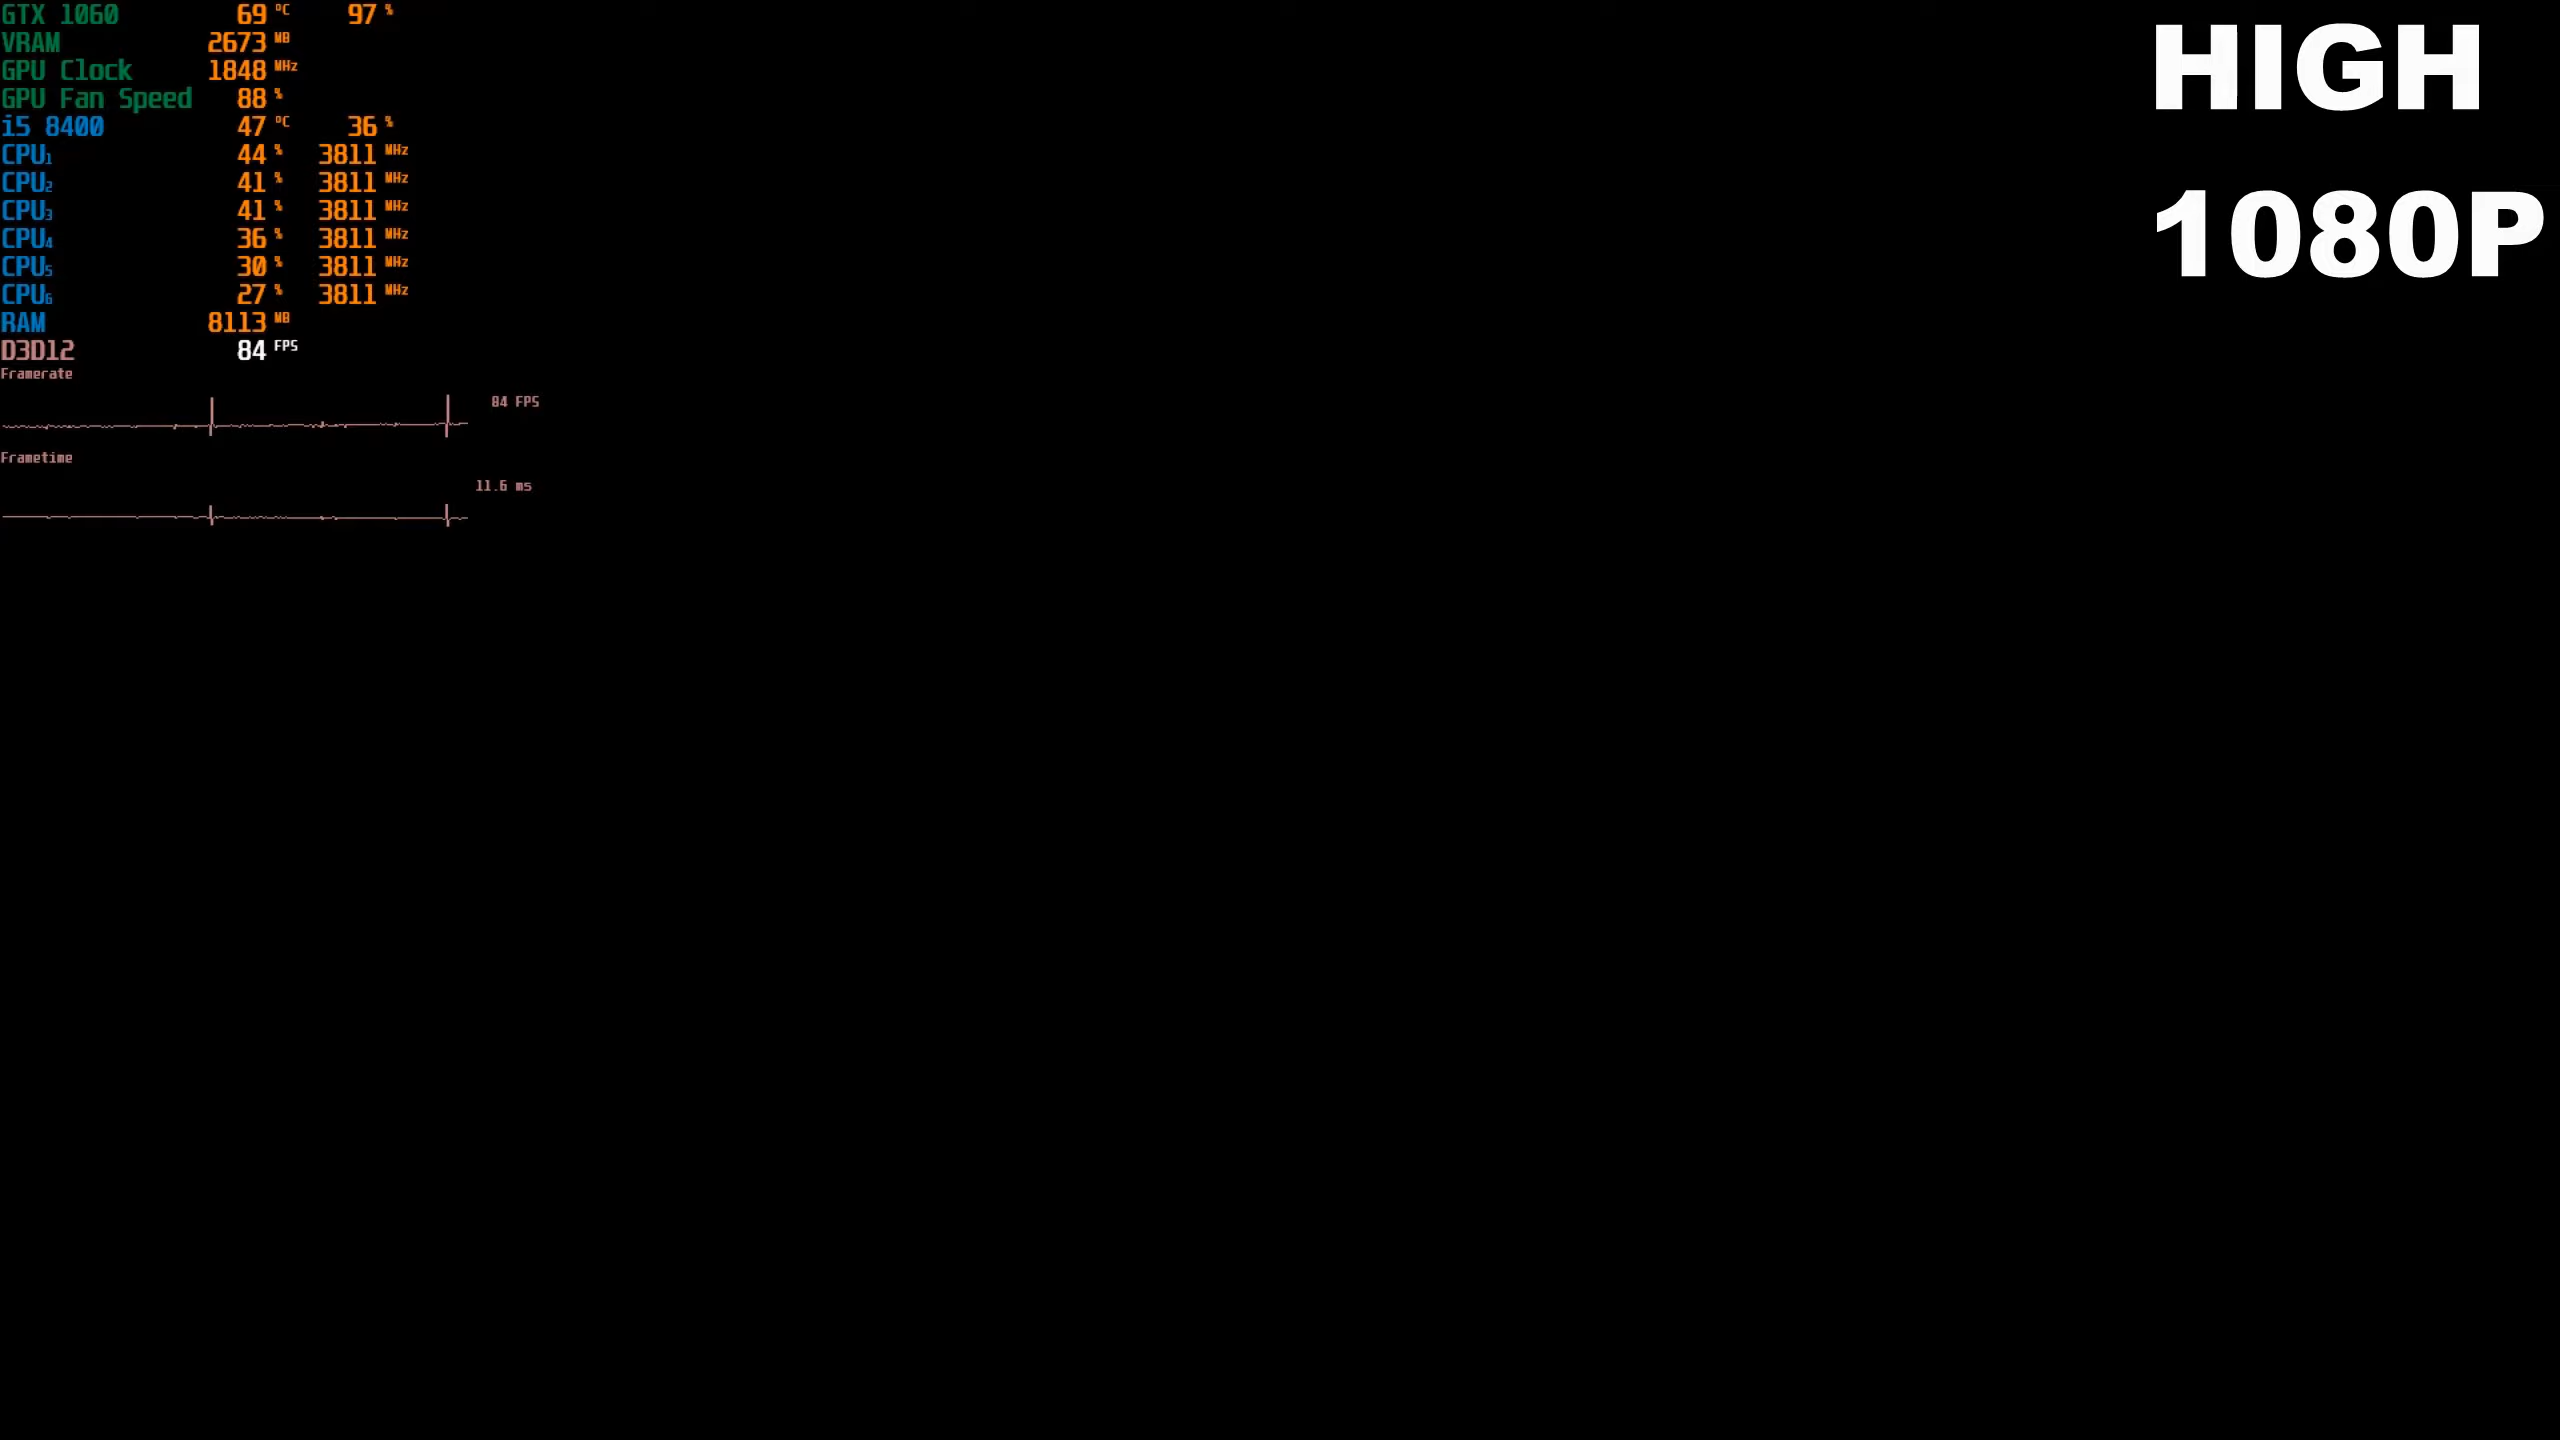 GTX 1060 69 °C 97 %
VRAM 2673 MB
GPU Clock 1848 MHz
GPU Fan Speed 88 %
i5 8400 47 °C 36 %
CPU1 44 % 3811 MHz
CPU2 41 % 3811 MHz
CPU3 41 % 3811 MHz
CPU4 36 % 3811 MHz
CPU5 30 % 3811 MHz
CPU6 27 % 3811 MHz
RAM 8113 MB
D3D12 84 FPS
Framerate
84 FPS
Frametime
11.6 ms
HIGH
1080P